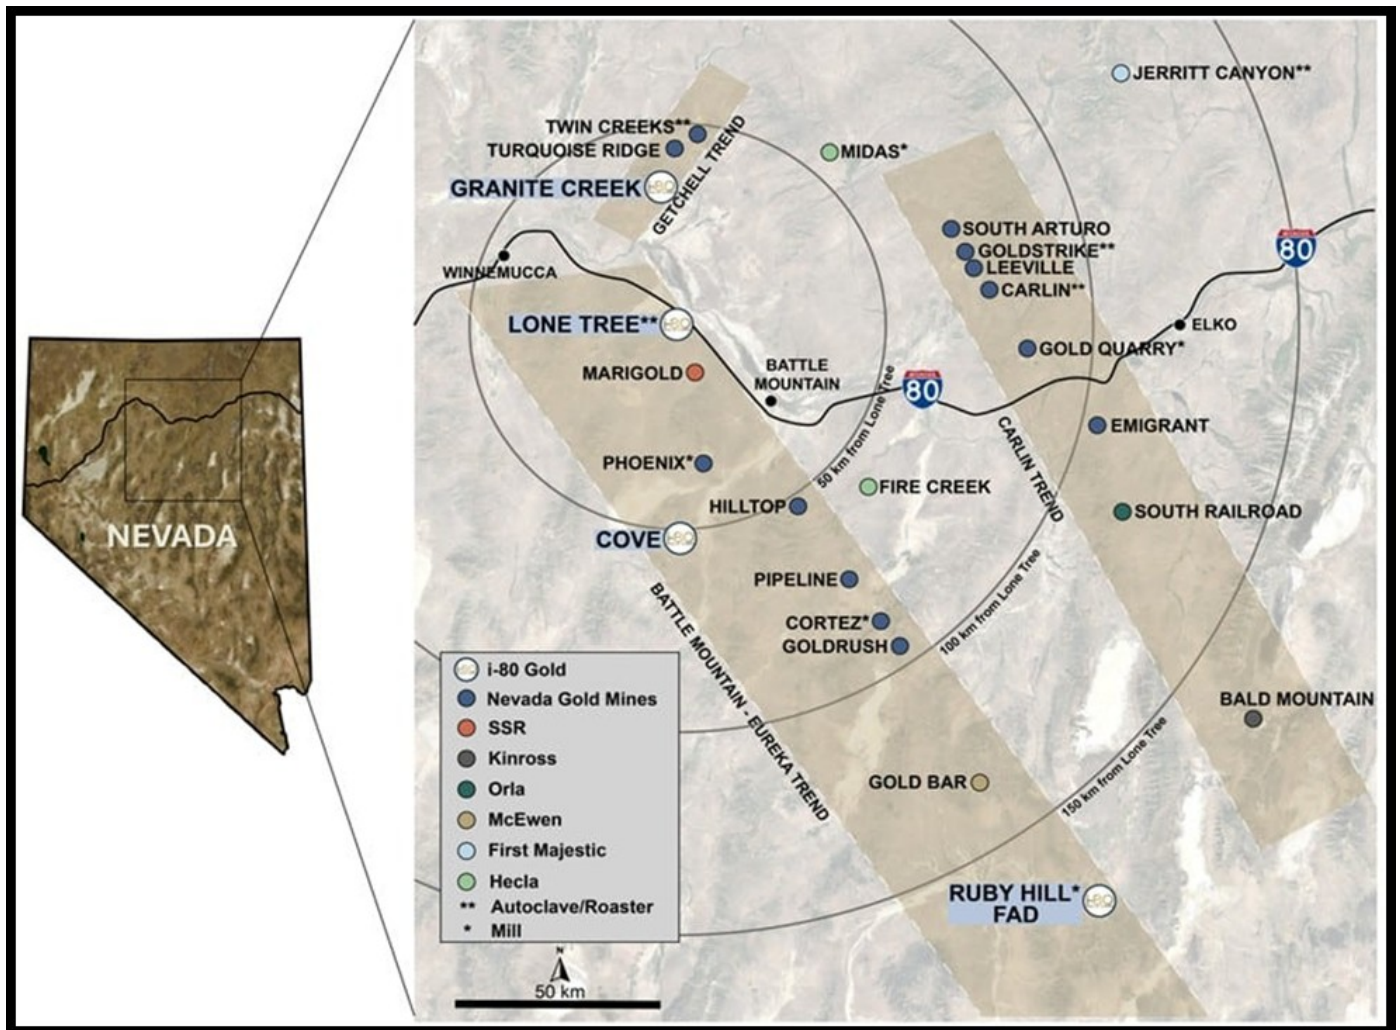 JERRITT CANYON**
TWIN CREEKS**
TURQUOISE RIDGE
GETCHELL TREND
MIDAS*
GRANITE CREEK
SOUTH ARTURO
GOLDSTRIKE**
LEEVILLE
CARLIN**
80
WINNEMUCCA
LONE TREE**
ELKO
GOLD QUARRY*
MARIGOLD
BATTLE
MOUNTAIN
80
50 km from Lone Tree
EMIGRANT
CARLIN TREND
PHOENIX*
FIRE CREEK
HILLTOP
SOUTH RAILROAD
NEVADA
COVE
PIPELINE
100 km from Lone Tree
BATTLE MOUNTAIN - EUREKA TREND
CORTEZ*
GOLDRUSH
BALD MOUNTAIN
150 km from Lone Tree
GOLD BAR
RUBY HILL*
FAD
i-80 Gold
Nevada Gold Mines
SSR
Kinross
Orla
McEwen
First Majestic
Hecla
** Autoclave/Roaster
* Mill
N
50 km